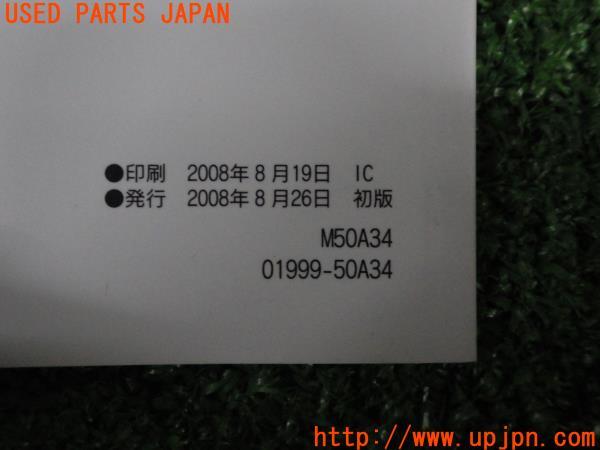 USED PARTS JAPAN
●印刷 2008年8月19日 IC
●発行 2008年8月26日 初版
M50A34
01999-50A34
http://www.upjpn.com